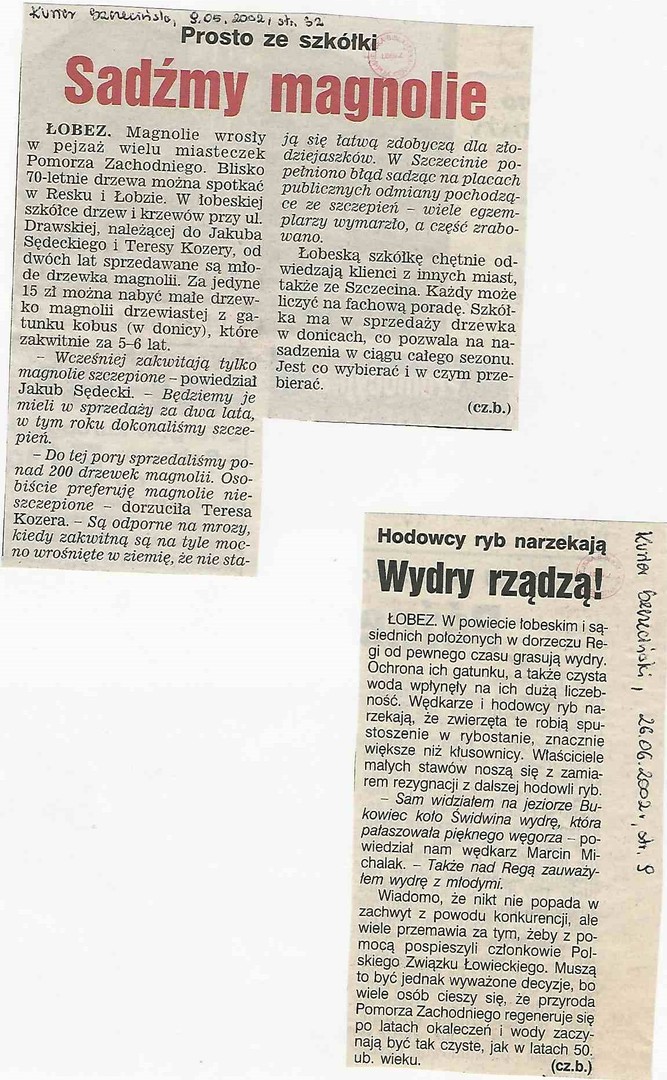 Kurier Szczeciński, 9.05.2002, str. 32
Prosto ze szkółki
Sadźmy magnolie
ŁOBEZ. Magnolie wrosły
w pejzaż wielu miasteczek
Pomorza Zachodniego. Blisko
70-letnie drzewa można spotkać
w Resku i Łobzie. W łobeskiej
szkółce drzew i krzewów przy ul.
Drawskiej, należącej do Jakuba
Sędeckiego i Teresy Kozery, od
dwóch lat sprzedawane są mło-
de drzewka magnolii. Za jedyne
15 zł można nabyć małe drzew-
ko magnolii drzewiastej z ga-
tunku kobus (w donicy), które
zakwitnie za 5-6 lat.
– Wcześniej zakwitają tylko
magnolie szczepione – powiedział
Jakub Sędecki. – Będziemy je
mieli w sprzedaży za dwa lata,
w tym roku dokonaliśmy szcze-
pień.
– Do tej pory sprzedaliśmy po-
nad 200 drzewek magnolii. Oso-
biście preferuję magnolie nie-
szczepione – dorzuciła Teresa
Kozera. – Są odporne na mrozy,
kiedy zakwitną są na tyle moc-
no wrośnięte w ziemię, że nie sta-
ją się łatwą zdobyczą dla zło-
dziejaszków. W Szczecinie po-
pełniono błąd sadząc na placach
publicznych odmiany pochodzą-
ce ze szczepień – wiele egzem-
plarzy wymarzło, a część zrabo-
wano.
Łobeską szkółkę chętnie od-
wiedzają klienci z innych miast,
także ze Szczecina. Każdy może
liczyć na fachową poradę. Szkół-
ka ma w sprzedaży drzewka
w donicach, co pozwala na na-
sadzenia w ciągu całego sezonu.
Jest co wybierać i w czym prze-
bierać.
(cz.b.)
Hodowcy ryb narzekają
Wydry rządzą!
ŁOBEZ. W powiecie łobeskim i są-
siednich położonych w dorzeczu Re-
gi od pewnego czasu grasują wydry.
Ochrona ich gatunku, a także czysta
woda wpłynęły na ich dużą liczeb-
ność. Wędkarze i hodowcy ryb na-
rzekają, że zwierzęta te robią spu-
stoszenie w rybostanie, znacznie
większe niż kłusownicy. Właściciele
małych stawów noszą się z zamia-
rem rezygnacji z dalszej hodowli ryb.
– Sam widziałem na jeziorze Bu-
kowiec koło Świdwina wydrę, która
pałaszowała pięknego węgorza – po-
wiedział nam wędkarz Marcin Mi-
chalak. – Także nad Regą zauważy-
łem wydrę z młodymi.
Wiadomo, że nikt nie popada w
zachwyt z powodu konkurencji, ale
wiele przemawia za tym, żeby z po-
mocą pospieszyli członkowie Pol-
skiego Związku Łowieckiego. Muszą
to być jednak wyważone decyzje, bo
wiele osób cieszy się, że przyroda
Pomorza Zachodniego regeneruje się
po latach okaleczeń i wody zaczy-
nają być tak czyste, jak w latach 50.
ub. wieku.
(cz.b.)
Kurier Szczeciński, 26.06.2002r, str. 9